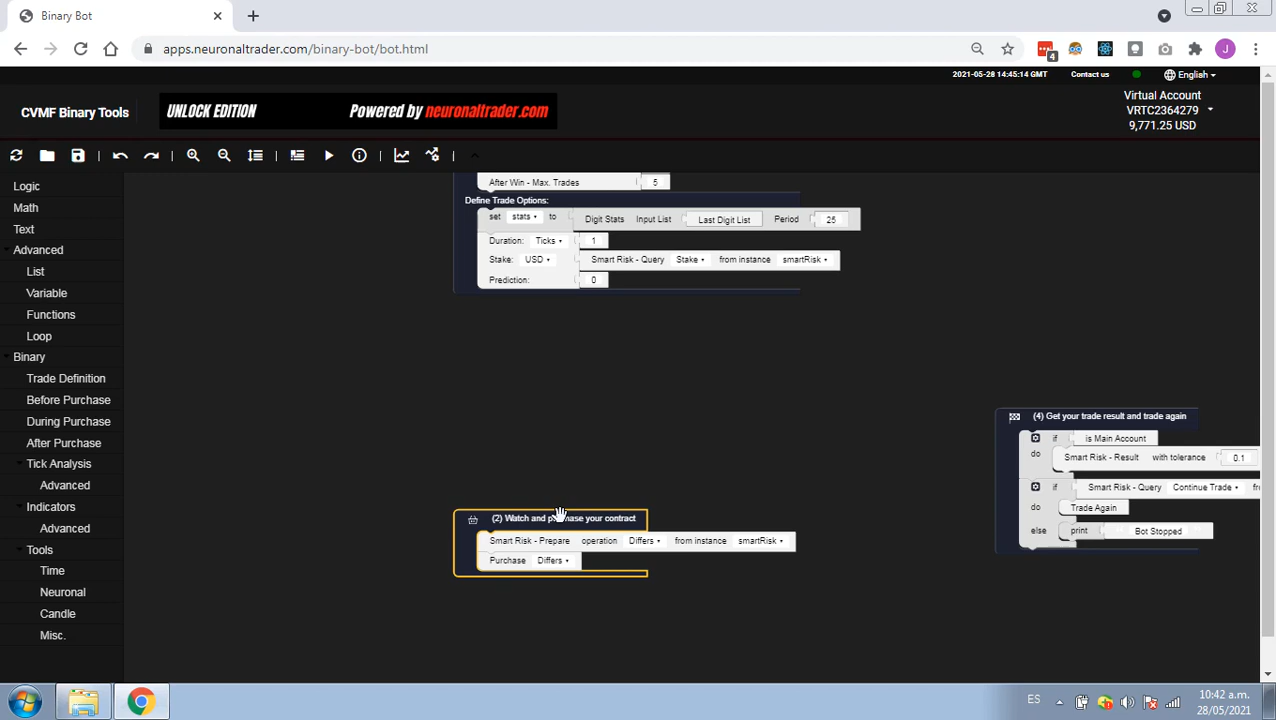 Binary Bot
apps.neuronaltrader.com/binary-bot/bot.html
4
J
2021-05-28 14:45:14 GMT
Contact us
English
CVMF Binary Tools
UNLOCK EDITION
Powered by neuronaltrader.com
Virtual Account
VRTC2364279
9,771.25 USD
Logic
Math
Text
Advanced
List
Variable
Functions
Loop
Binary
Trade Definition
Before Purchase
During Purchase
After Purchase
Tick Analysis
Advanced
Indicators
Advanced
Tools
Time
Neuronal
Candle
Misc.
After Win - Max. Trades 5
Define Trade Options:
set stats to Digit Stats Input List Last Digit List Period 25
Duration: Ticks 1
Stake: USD Smart Risk - Query Stake from instance smartRisk
Prediction: 0
(2) Watch and purchase your contract
Smart Risk - Prepare operation Differs from instance smartRisk
Purchase Differs
(4) Get your trade result and trade again
if is Main Account
do Smart Risk - Result with tolerance 0.1
if Smart Risk - Query Continue Trade
do Trade Again
else print Bot Stopped
ES
10:42 a.m.
28/05/2021